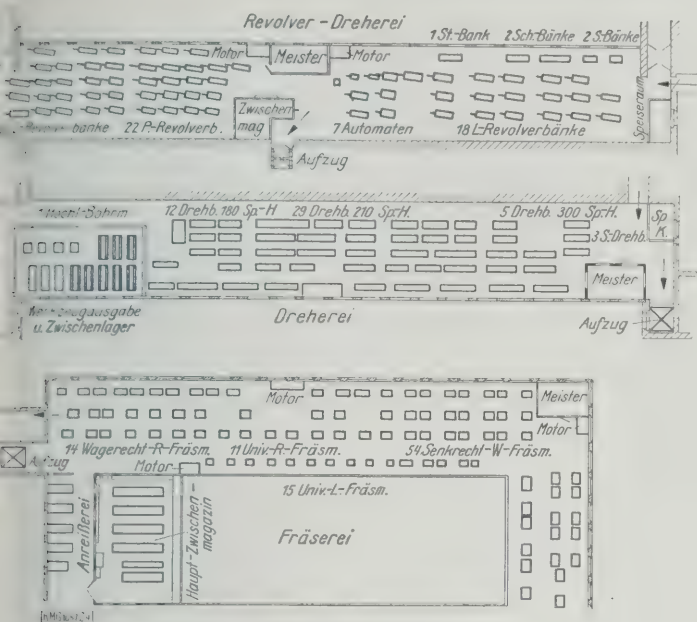 Revolver-Dreherei
1 St.-Bank 2 Sch.-Bänke 2 S.-Bänke
Motor Meister Motor
Zwischen
mag
bänke 22 P.-Revolverb. 7 Automaten 18 L-Revolverbänke
Speiseraum
Aufzug
12 Drehb. 180 Sp.-H 29 Drehb. 210 Sp.-H. 5 Drehb. 300 Sp.-H.
Sp.
K.
3 S.-Drehb.
Meister
u. Zwischenlager
Dreherei
Aufzug
Motor
Meister
Motor
14 Wagerecht-R-Fräsm. 11 Univ.-R.-Fräsm. 54 Senkrecht-W-Fräsm.
Aufzug
Motor
15 Univ.-L-Fräsm.
Anreißerei
Haupt-Zwischen-
magazin
Fräserei